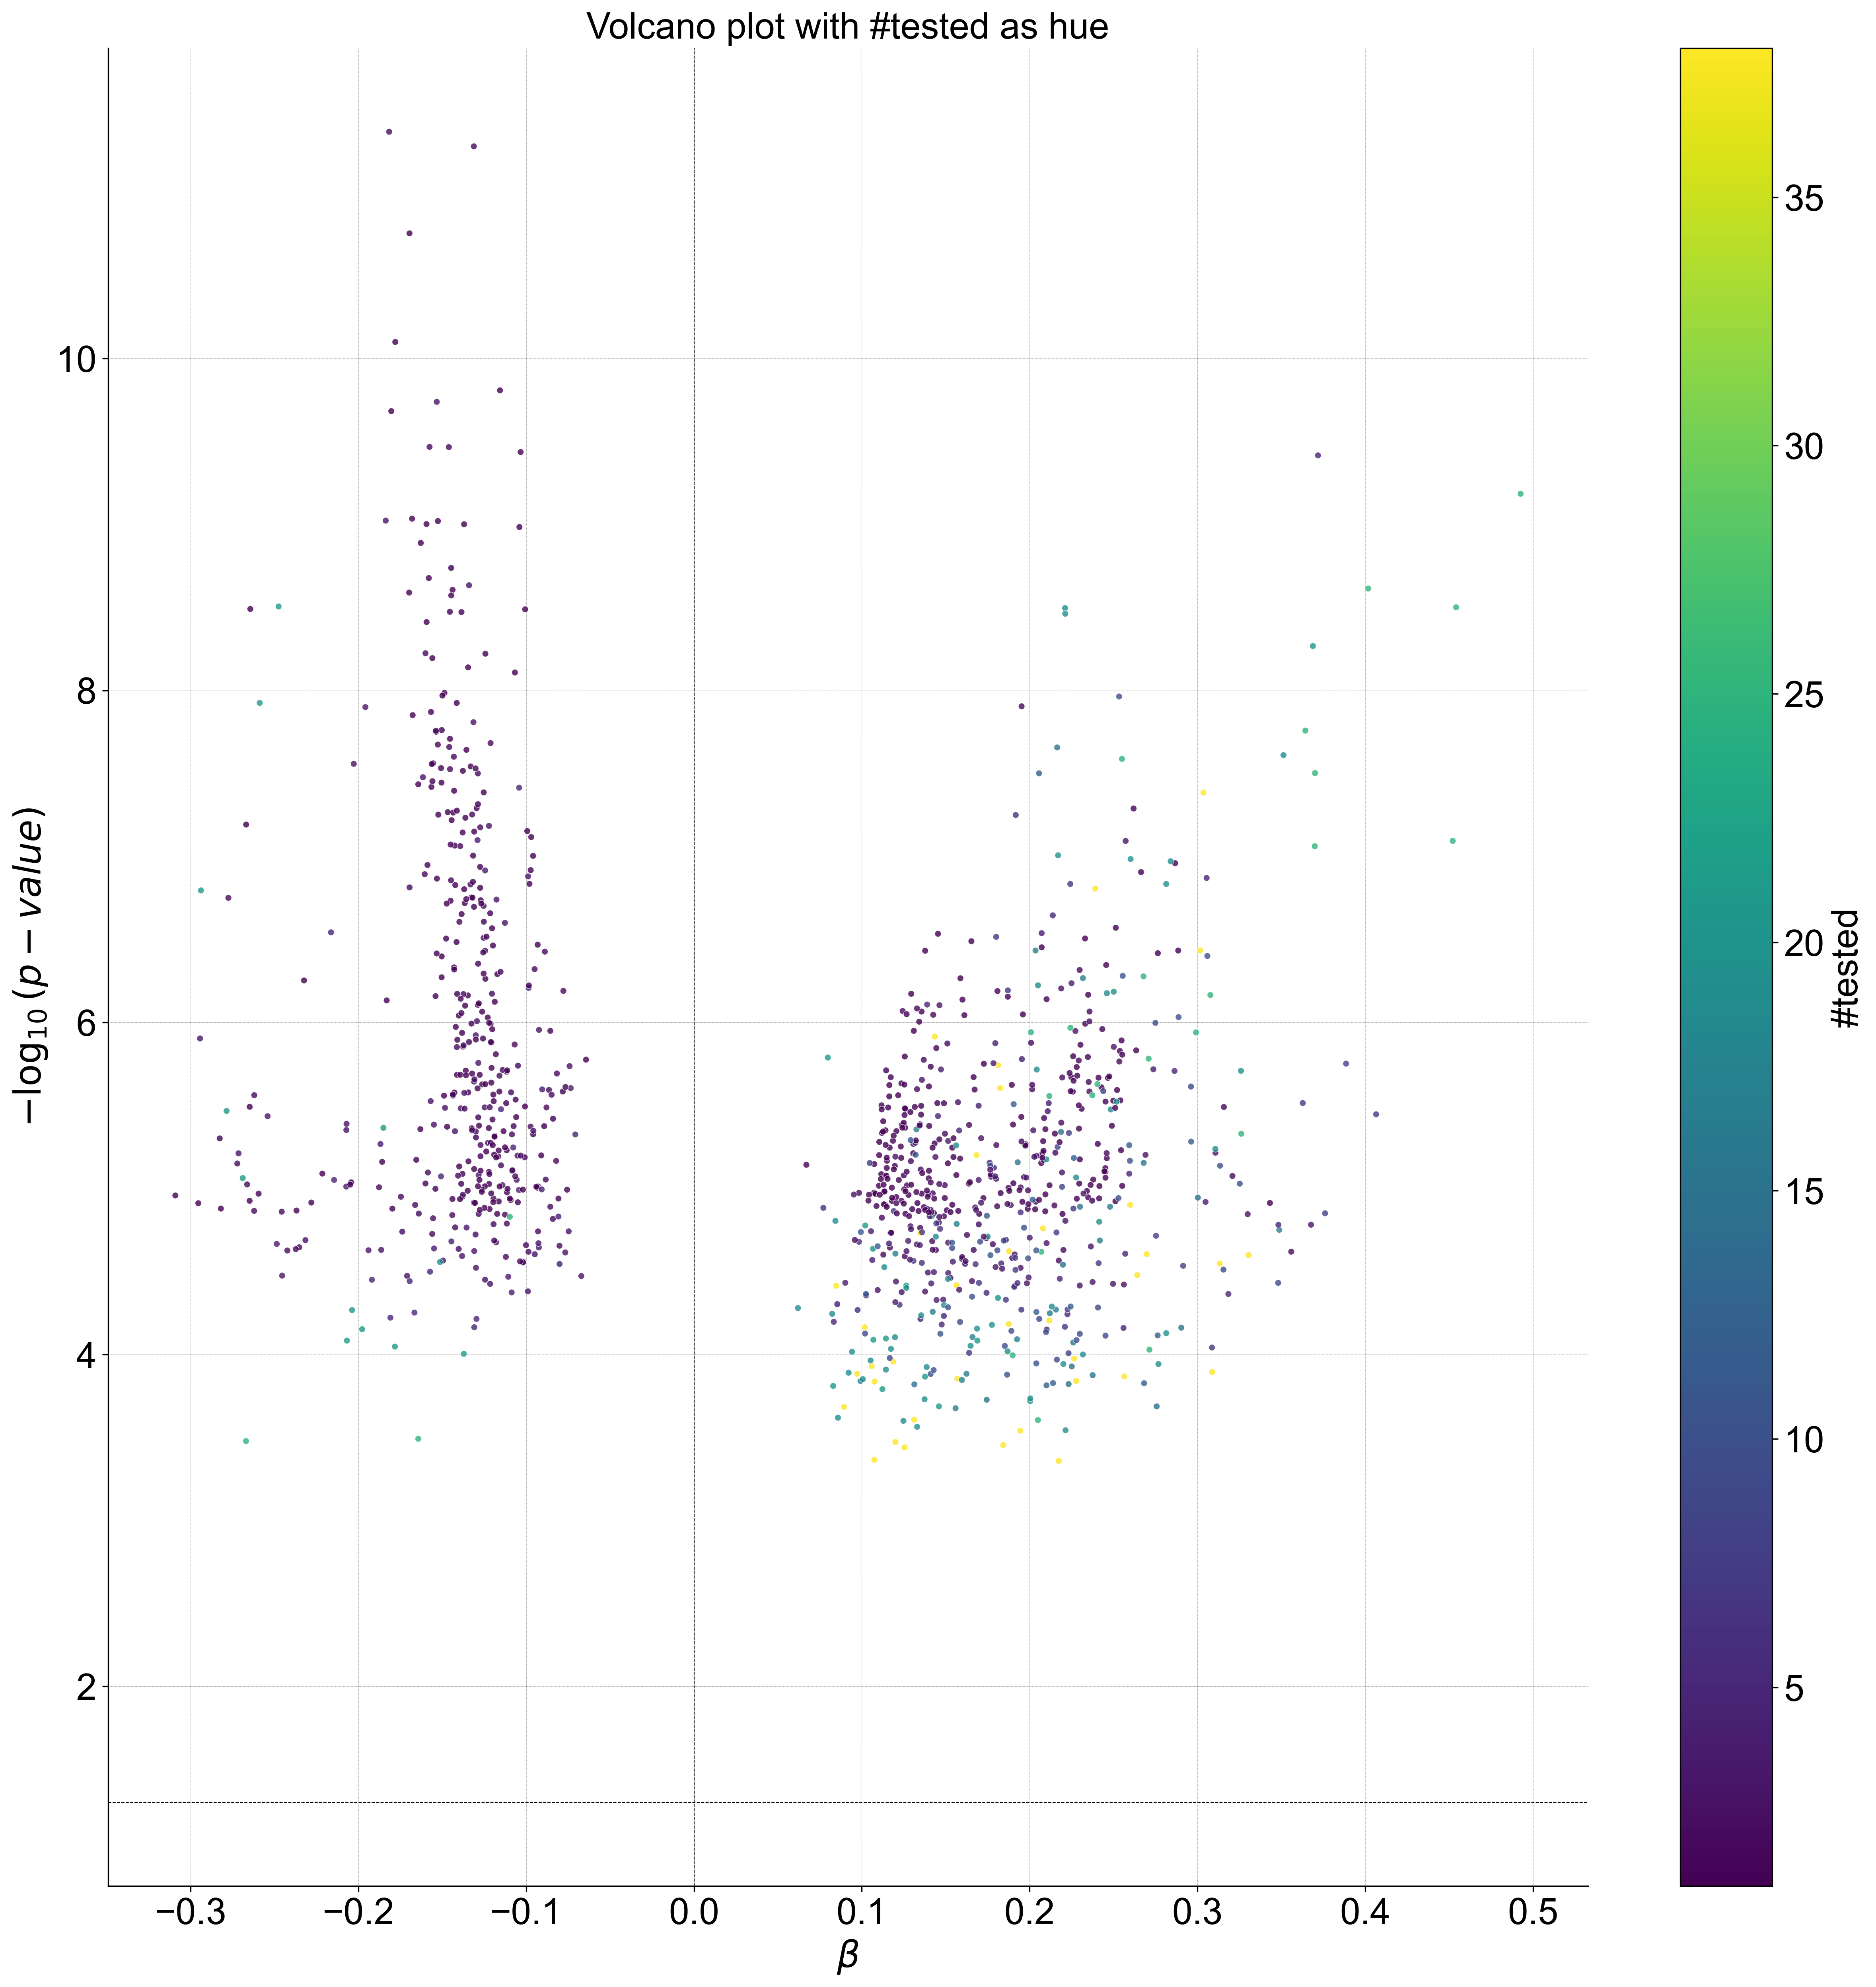 Volcano plot with #tested as hue
−log₁₀ (p − value)
10
8
6
4
2
−0.3 −0.2 −0.1 0.0 0.1 0.2 0.3 0.4 0.5
β
35
30
25
20
15
10
5
#tested